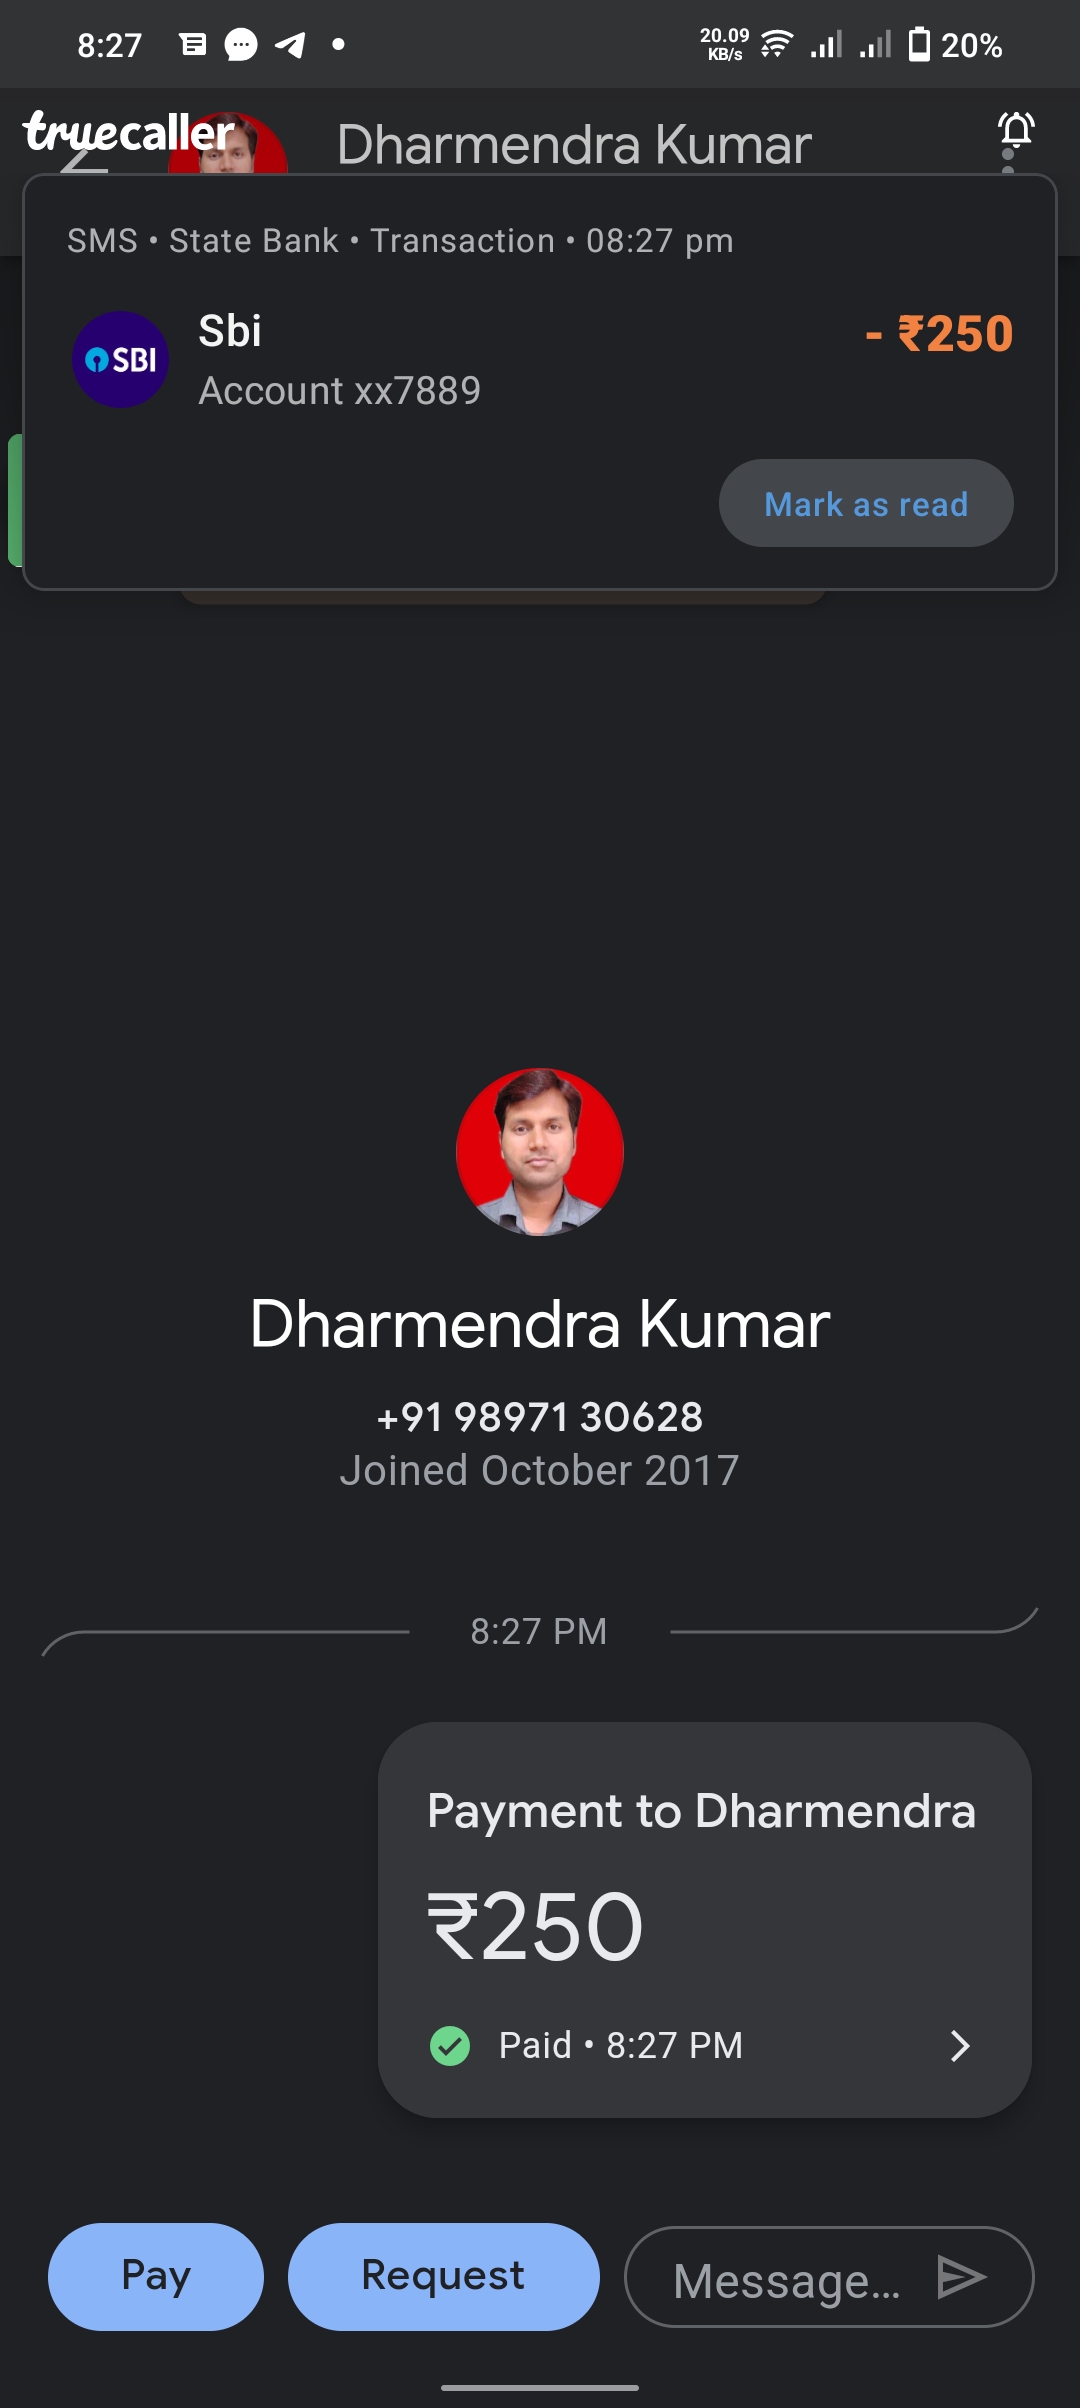 8:27
20.09
KB/s
20%
truecaller
Dharmendra Kumar
SMS • State Bank • Transaction • 08:27 pm
SBI
Sbi
- ₹250
Account xx7889
Mark as read
Dharmendra Kumar
+91 98971 30628
Joined October 2017
8:27 PM
Payment to Dharmendra
₹250
Paid • 8:27 PM
Pay
Request
Message...